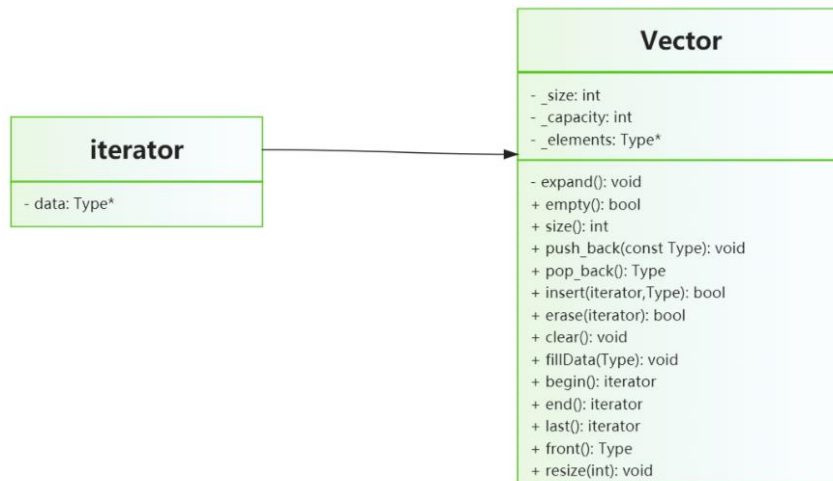 iterator
- data: Type*
Vector
- _size: int
- _capacity: int
- _elements: Type*
- expand(): void
+ empty(): bool
+ size(): int
+ push_back(const Type): void
+ pop_back(): Type
+ insert(iterator,Type): bool
+ erase(iterator): bool
+ clear(): void
+ fillData(Type): void
+ begin(): iterator
+ end(): iterator
+ last(): iterator
+ front(): Type
+ resize(int): void